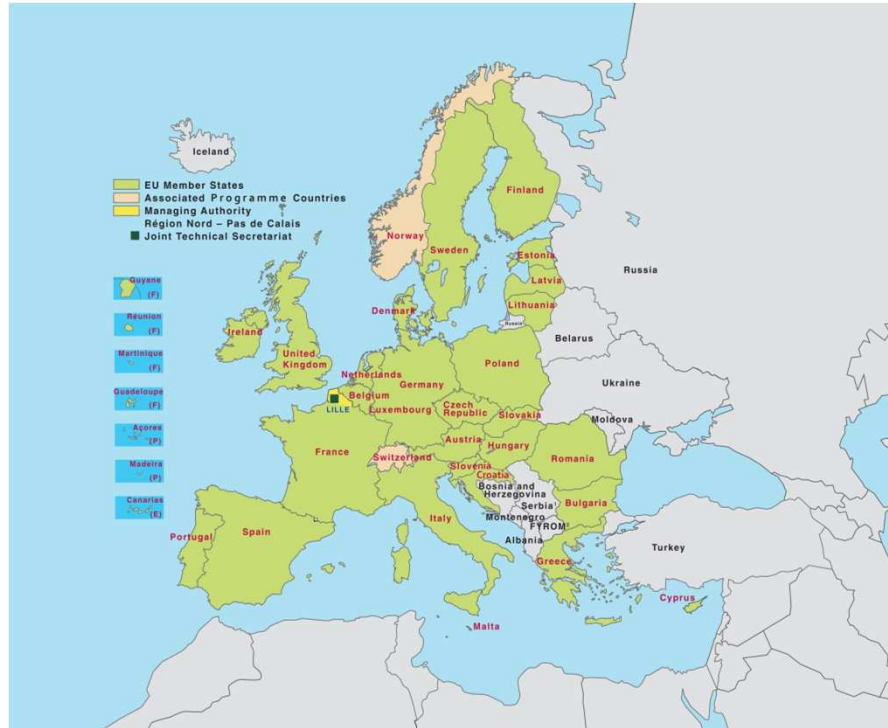 Iceland
EU Member States
Associated Programme Countries
Managing Authority
Région Nord – Pas de Calais
Joint Technical Secretariat
Guyane
(F)
Réunion
(F)
Martinique
(F)
Guadeloupe
(F)
Açores
(P)
Madeira
(P)
Canarias
(E)
Finland
Norway
Sweden
Estonia
Russia
Latvia
Denmark
Lithuania
Russia
Ireland
United
Kingdom
Belarus
Netherlands
Poland
Germany
Belgium
Ukraine
LILLE
Luxembourg
Czech
Republic
Slovakia
Moldova
France
Austria
Hungary
Switzerland
Romania
Slovenia
Croatia
Bosnia and
Herzegovina
Serbia
Bulgaria
Montenegro
Italy
FYROM
Portugal
Spain
Albania
Turkey
Greece
Cyprus
Malta